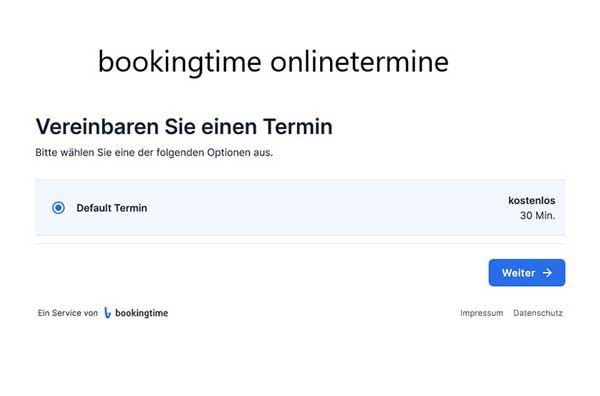 bookingtime onlinetermine
Vereinbaren Sie einen Termin
Bitte wählen Sie eine der folgenden Optionen aus.
Default Termin
kostenlos
30 Min.
Weiter →
Ein Service von bookingtime
Impressum Datenschutz